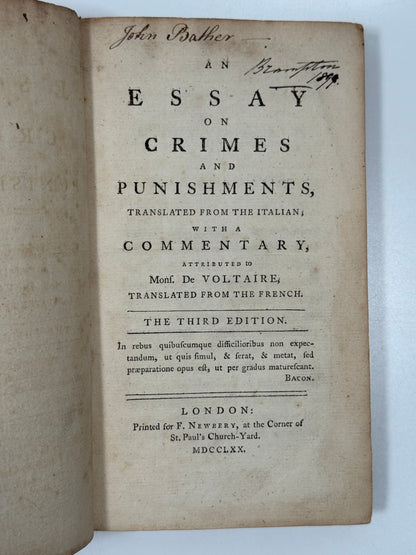 John Bather
Brampton
1899.
AN
ESSAY
ON
CRIMES
AND
PUNISHMENTS,
TRANSLATED FROM THE ITALIAN;
WITH A
COMMENTARY,
ATTRIBUTED to
Monſ. De VOLTAIRE,
TRANSLATED FROM THE FRENCH.
THE THIRD EDITION.
In rebus quibuſcumque difficilioribus non expec-
tandum, ut quis ſimul, & ſerat, & metat, ſed
præparatione opus eſt, ut per gradus matureſcant.
BACON.
LONDON:
Printed for F. NEWBERY, at the Corner of
St. Paul's Church-Yard.
MDCCLXX.